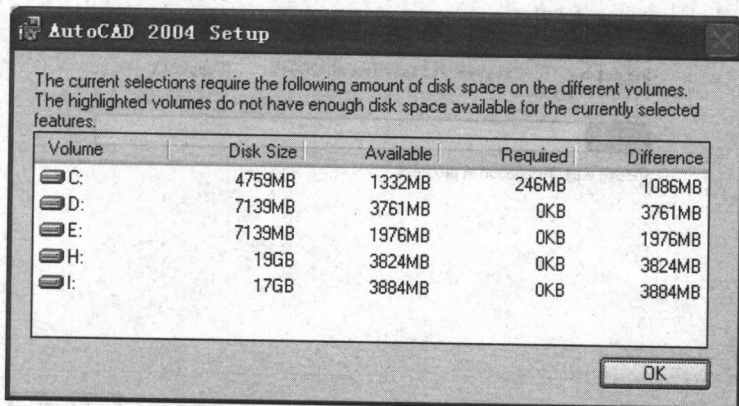 AutoCAD 2004 Setup
The current selections require the following amount of disk space on the different volumes.
The highlighted volumes do not have enough disk space available for the currently selected
features.
Volume Disk Size Available Required Difference
C: 4759MB 1332MB 246MB 1086MB
D: 7139MB 3761MB 0KB 3761MB
E: 7139MB 1976MB 0KB 1976MB
H: 19GB 3824MB 0KB 3824MB
I: 17GB 3884MB 0KB 3884MB
OK